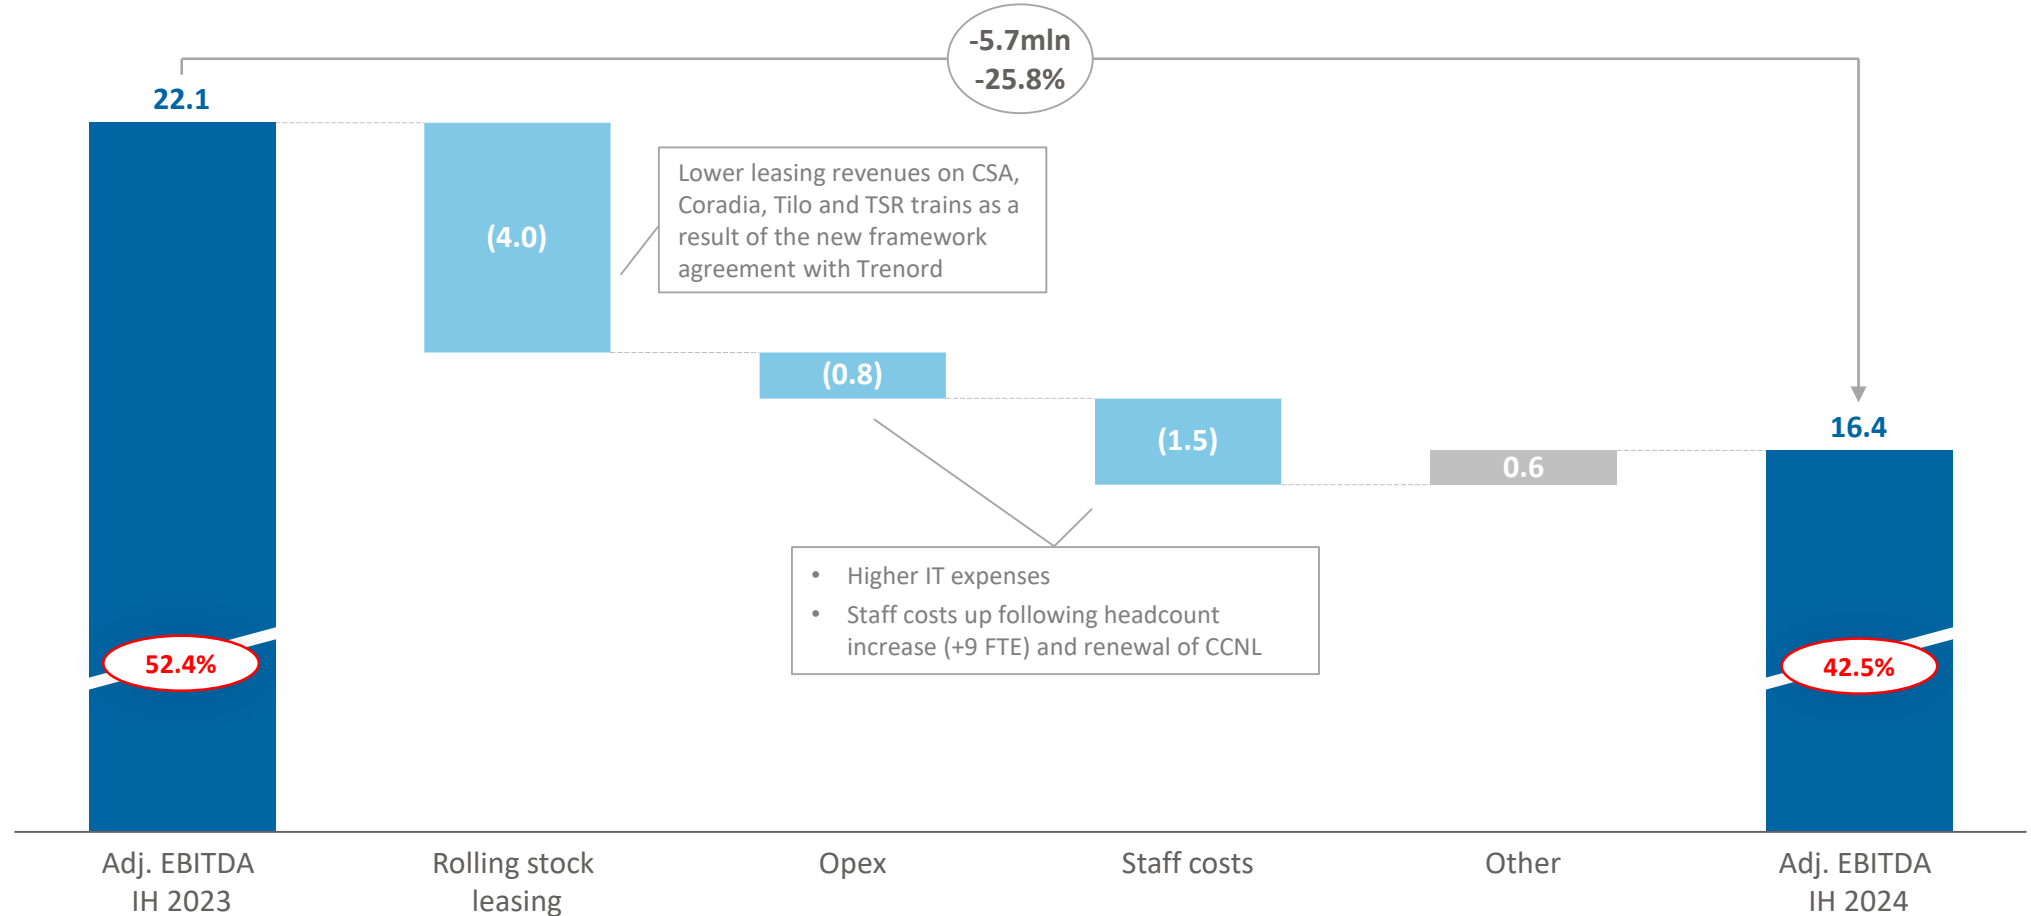 -5.7mln
-25.8%
22.1
Lower leasing revenues on CSA,
Coradia, Tilo and TSR trains as a
result of the new framework
agreement with Trenord
(4.0)
(0.8)
(1.5)
0.6
16.4
• Higher IT expenses
• Staff costs up following headcount
increase (+9 FTE) and renewal of CCNL
52.4%
42.5%
Adj. EBITDA
IH 2023
Rolling stock
leasing
Opex
Staff costs
Other
Adj. EBITDA
IH 2024